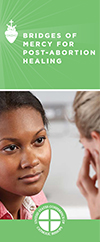 BRIDGES OF
MERCY FOR
POST-ABORTION
HEALING